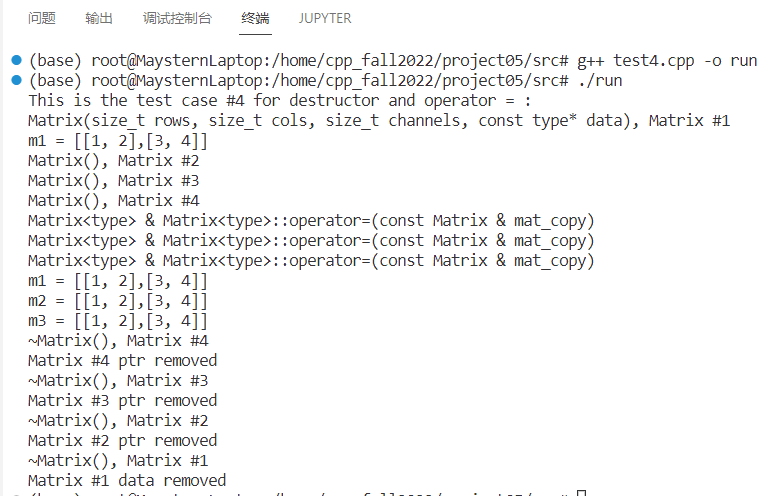 问题 输出 调试控制台 终端 JUPYTER
(base) root@MaysternLaptop:/home/cpp_fall2022/project05/src# g++ test4.cpp -o run
(base) root@MaysternLaptop:/home/cpp_fall2022/project05/src# ./run
This is the test case #4 for destructor and operator = :
Matrix(size_t rows, size_t cols, size_t channels, const type* data), Matrix #1
m1 = [[1, 2],[3, 4]]
Matrix(), Matrix #2
Matrix(), Matrix #3
Matrix(), Matrix #4
Matrix<type> & Matrix<type>::operator=(const Matrix & mat_copy)
Matrix<type> & Matrix<type>::operator=(const Matrix & mat_copy)
Matrix<type> & Matrix<type>::operator=(const Matrix & mat_copy)
m1 = [[1, 2],[3, 4]]
m2 = [[1, 2],[3, 4]]
m3 = [[1, 2],[3, 4]]
~Matrix(), Matrix #4
Matrix #4 ptr removed
~Matrix(), Matrix #3
Matrix #3 ptr removed
~Matrix(), Matrix #2
Matrix #2 ptr removed
~Matrix(), Matrix #1
Matrix #1 data removed